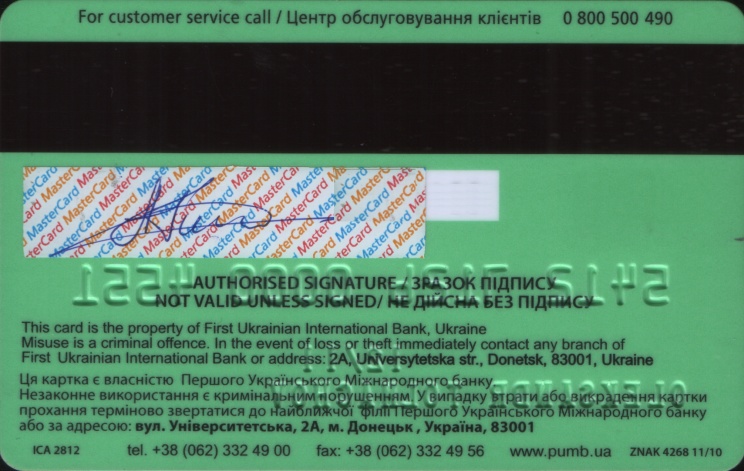 For customer service call / Центр обслуговування клієнтів 0 800 500 490
MasterCard MasterCard MasterCard MasterCard
AUTHORISED SIGNATURE / ЗРАЗОК ПІДПИСУ
NOT VALID UNLESS SIGNED/ НЕ ДІЙСНА БЕЗ ПІДПИСУ
This card is the property of First Ukrainian International Bank, Ukraine
Misuse is a criminal offence. In the event of loss or theft immediately contact any branch of
First Ukrainian International Bank or address: 2A, Universytetska str., Donetsk, 83001, Ukraine
Ця картка є власністю Першого Українського Міжнародного банку
Незаконне використання є кримінальним порушенням. У випадку втрати або викрадення картки
прохання терміново звертатися до найближчої філії Першого Українського Міжнародного банку
або за адресою: вул. Університетська, 2А, м. Донецьк , Україна, 83001
ICA 2812 tel. +38 (062) 332 49 00 fax: +38 (062) 332 49 56 www.pumb.ua ZNAK 4268 11/10